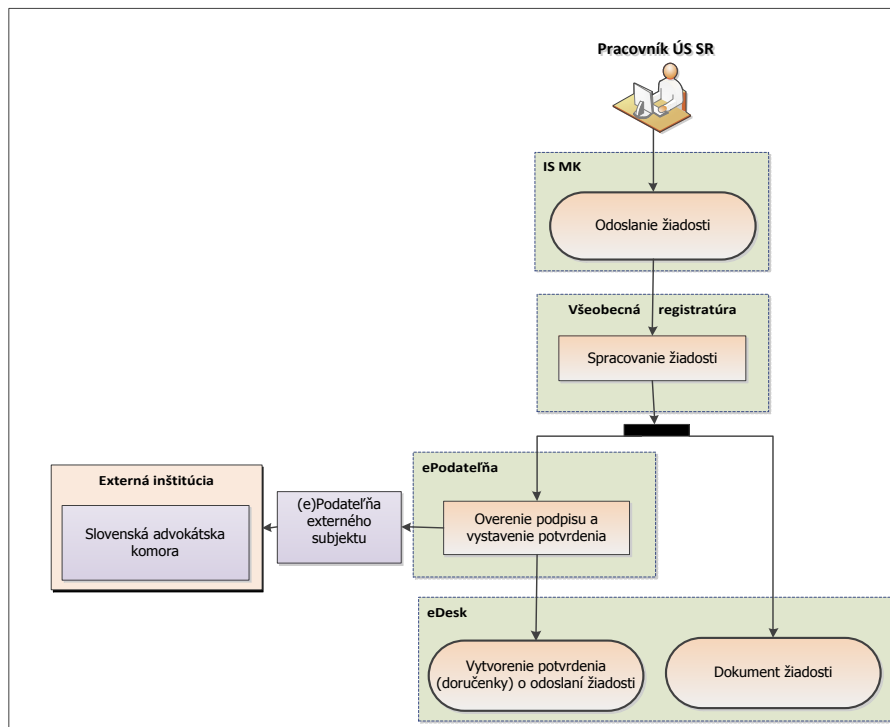 Pracovník ÚS SR
IS MK
Odoslanie žiadosti
Všeobecná registratúra
Spracovanie žiadosti
ePodateľňa
Externá inštitúcia
(e)Podateľňa
externého
subjektu
Slovenská advokátska
komora
Overenie podpisu a
vystavenie potvrdenia
eDesk
Vytvorenie potvrdenia
(doručenky) o odoslaní žiadosti
Dokument žiadosti